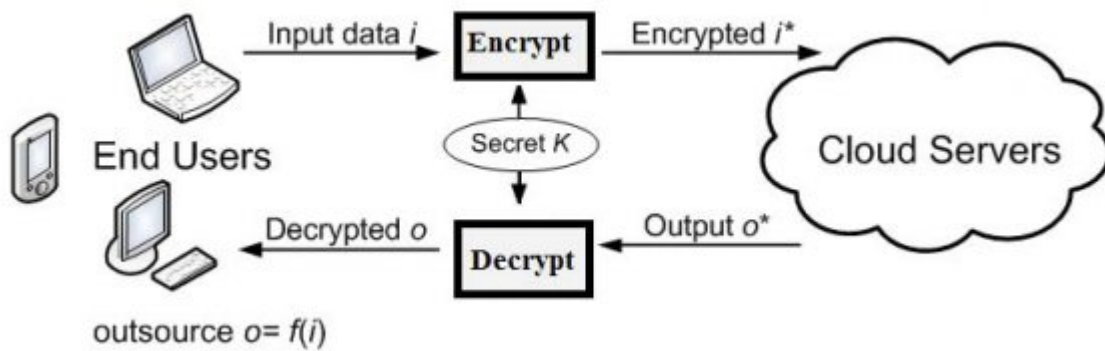 Input data i
Encrypt
Encrypted i*
End Users
Secret K
Cloud Servers
Decrypted o
Decrypt
Output o*
outsource o= f(i)